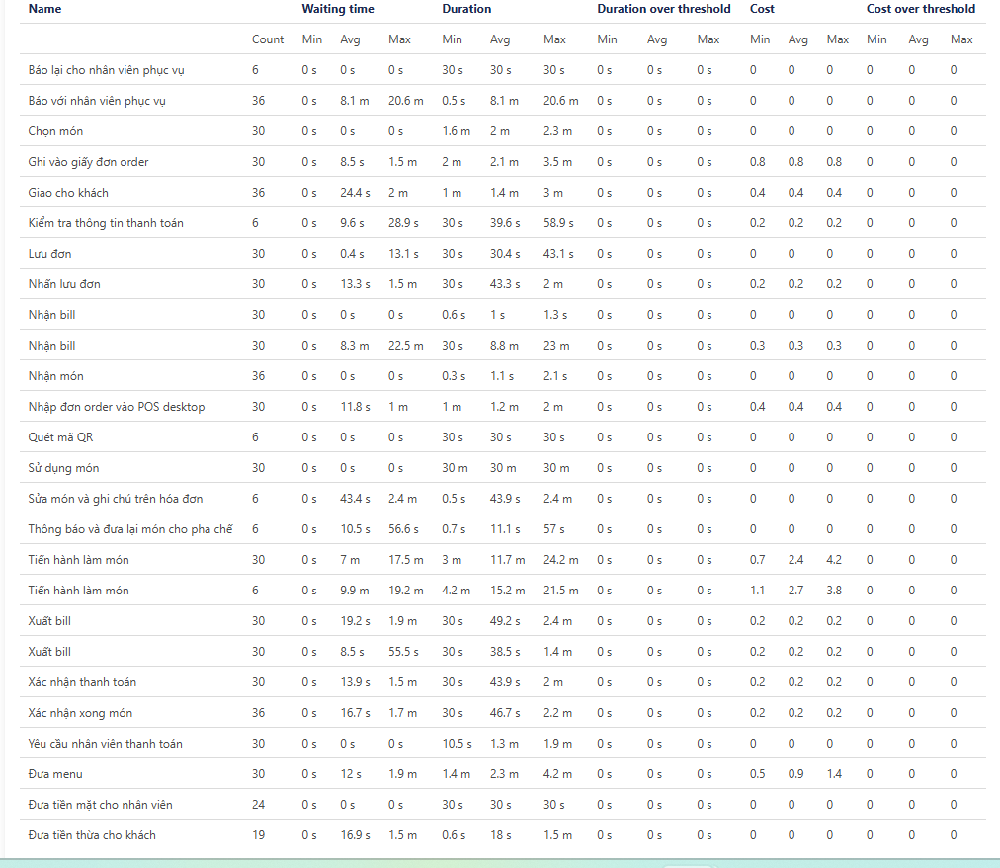 Name Waiting time Duration Duration over threshold Cost Cost over threshold
Count Min Avg Max Min Avg Max Min Avg Max Min Avg Max Min Avg Max
Báo lại cho nhân viên phục vụ 6 0 s 0 s 0 s 30 s 30 s 30 s 0 s 0 s 0 s 0 0 0 0 0 0
Báo với nhân viên phục vụ 36 0 s 8.1 m 20.6 m 0.5 s 8.1 m 20.6 m 0 s 0 s 0 s 0 0 0 0 0 0
Chọn món 30 0 s 0 s 0 s 1.6 m 2 m 2.3 m 0 s 0 s 0 s 0 0 0 0 0 0
Ghi vào giấy đơn order 30 0 s 8.5 s 1.5 m 2 m 2.1 m 3.5 m 0 s 0 s 0 s 0.8 0.8 0.8 0 0 0
Giao cho khách 36 0 s 24.4 s 2 m 1 m 1.4 m 3 m 0 s 0 s 0 s 0.4 0.4 0.4 0 0 0
Kiểm tra thông tin thanh toán 6 0 s 9.6 s 28.9 s 30 s 39.6 s 58.9 s 0 s 0 s 0 s 0.2 0.2 0.2 0 0 0
Lưu đơn 30 0 s 0.4 s 13.1 s 30 s 30.4 s 43.1 s 0 s 0 s 0 s 0 0 0 0 0 0
Nhấn lưu đơn 30 0 s 13.3 s 1.5 m 30 s 43.3 s 2 m 0 s 0 s 0 s 0.2 0.2 0.2 0 0 0
Nhận bill 30 0 s 0 s 0 s 0.6 s 1 s 1.3 s 0 s 0 s 0 s 0 0 0 0 0 0
Nhận bill 30 0 s 8.3 m 22.5 m 30 s 8.8 m 23 m 0 s 0 s 0 s 0.3 0.3 0.3 0 0 0
Nhận món 36 0 s 0 s 0 s 0.3 s 1.1 s 2.1 s 0 s 0 s 0 s 0 0 0 0 0 0
Nhập đơn order vào POS desktop 30 0 s 11.8 s 1 m 1 m 1.2 m 2 m 0 s 0 s 0 s 0.4 0.4 0.4 0 0 0
Quét mã QR 6 0 s 0 s 0 s 30 s 30 s 30 s 0 s 0 s 0 s 0 0 0 0 0 0
Sử dụng món 30 0 s 0 s 0 s 30 m 30 m 30 m 0 s 0 s 0 s 0 0 0 0 0 0
Sửa món và ghi chú trên hóa đơn 6 0 s 43.4 s 2.4 m 0.5 s 43.9 s 2.4 m 0 s 0 s 0 s 0 0 0 0 0 0
Thông báo và đưa lại món cho pha chế 6 0 s 10.5 s 56.6 s 0.7 s 11.1 s 57 s 0 s 0 s 0 s 0 0 0 0 0 0
Tiến hành làm món 30 0 s 7 m 17.5 m 3 m 11.7 m 24.2 m 0 s 0 s 0 s 0.7 2.4 4.2 0 0 0
Tiến hành làm món 6 0 s 9.9 m 19.2 m 4.2 m 15.2 m 21.5 m 0 s 0 s 0 s 1.1 2.7 3.8 0 0 0
Xuất bill 30 0 s 19.2 s 1.9 m 30 s 49.2 s 2.4 m 0 s 0 s 0 s 0.2 0.2 0.2 0 0 0
Xuất bill 30 0 s 8.5 s 55.5 s 30 s 38.5 s 1.4 m 0 s 0 s 0 s 0.2 0.2 0.2 0 0 0
Xác nhận thanh toán 30 0 s 13.9 s 1.5 m 30 s 43.9 s 2 m 0 s 0 s 0 s 0.2 0.2 0.2 0 0 0
Xác nhận xong món 36 0 s 16.7 s 1.7 m 30 s 46.7 s 2.2 m 0 s 0 s 0 s 0.2 0.2 0.2 0 0 0
Yêu cầu nhân viên thanh toán 30 0 s 0 s 0 s 10.5 s 1.3 m 1.9 m 0 s 0 s 0 s 0 0 0 0 0 0
Đưa menu 30 0 s 12 s 1.9 m 1.4 m 2.3 m 4.2 m 0 s 0 s 0 s 0.5 0.9 1.4 0 0 0
Đưa tiền mặt cho nhân viên 24 0 s 0 s 0 s 30 s 30 s 30 s 0 s 0 s 0 s 0 0 0 0 0 0
Đưa tiền thừa cho khách 19 0 s 16.9 s 1.5 m 0.6 s 18 s 1.5 m 0 s 0 s 0 s 0 0 0 0 0 0